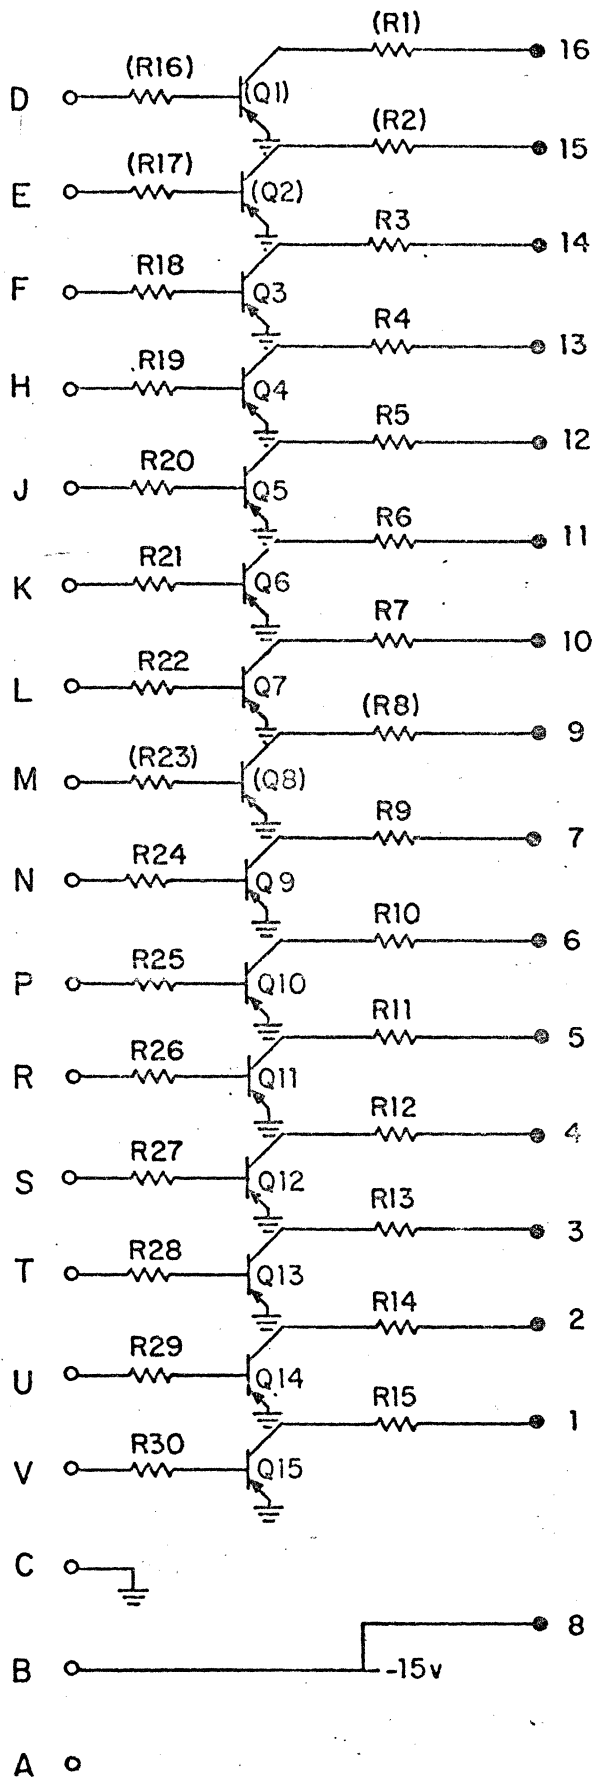 (R1) 16
D (R16) (Q1)
(R2) 15
E (R17) (Q2)
R3 14
F R18 Q3
R4 13
H R19 Q4
R5 12
J R20 Q5
R6 11
K R21 Q6
R7 10
L R22 Q7
(R8) 9
M (R23) (Q8)
R9 7
N R24 Q9
R10 6
P R25 Q10
R11 5
R R26 Q11
R12 4
S R27 Q12
R13 3
T R28 Q13
R14 2
U R29 Q14
R15 1
V R30 Q15
C
8
B -15v
A